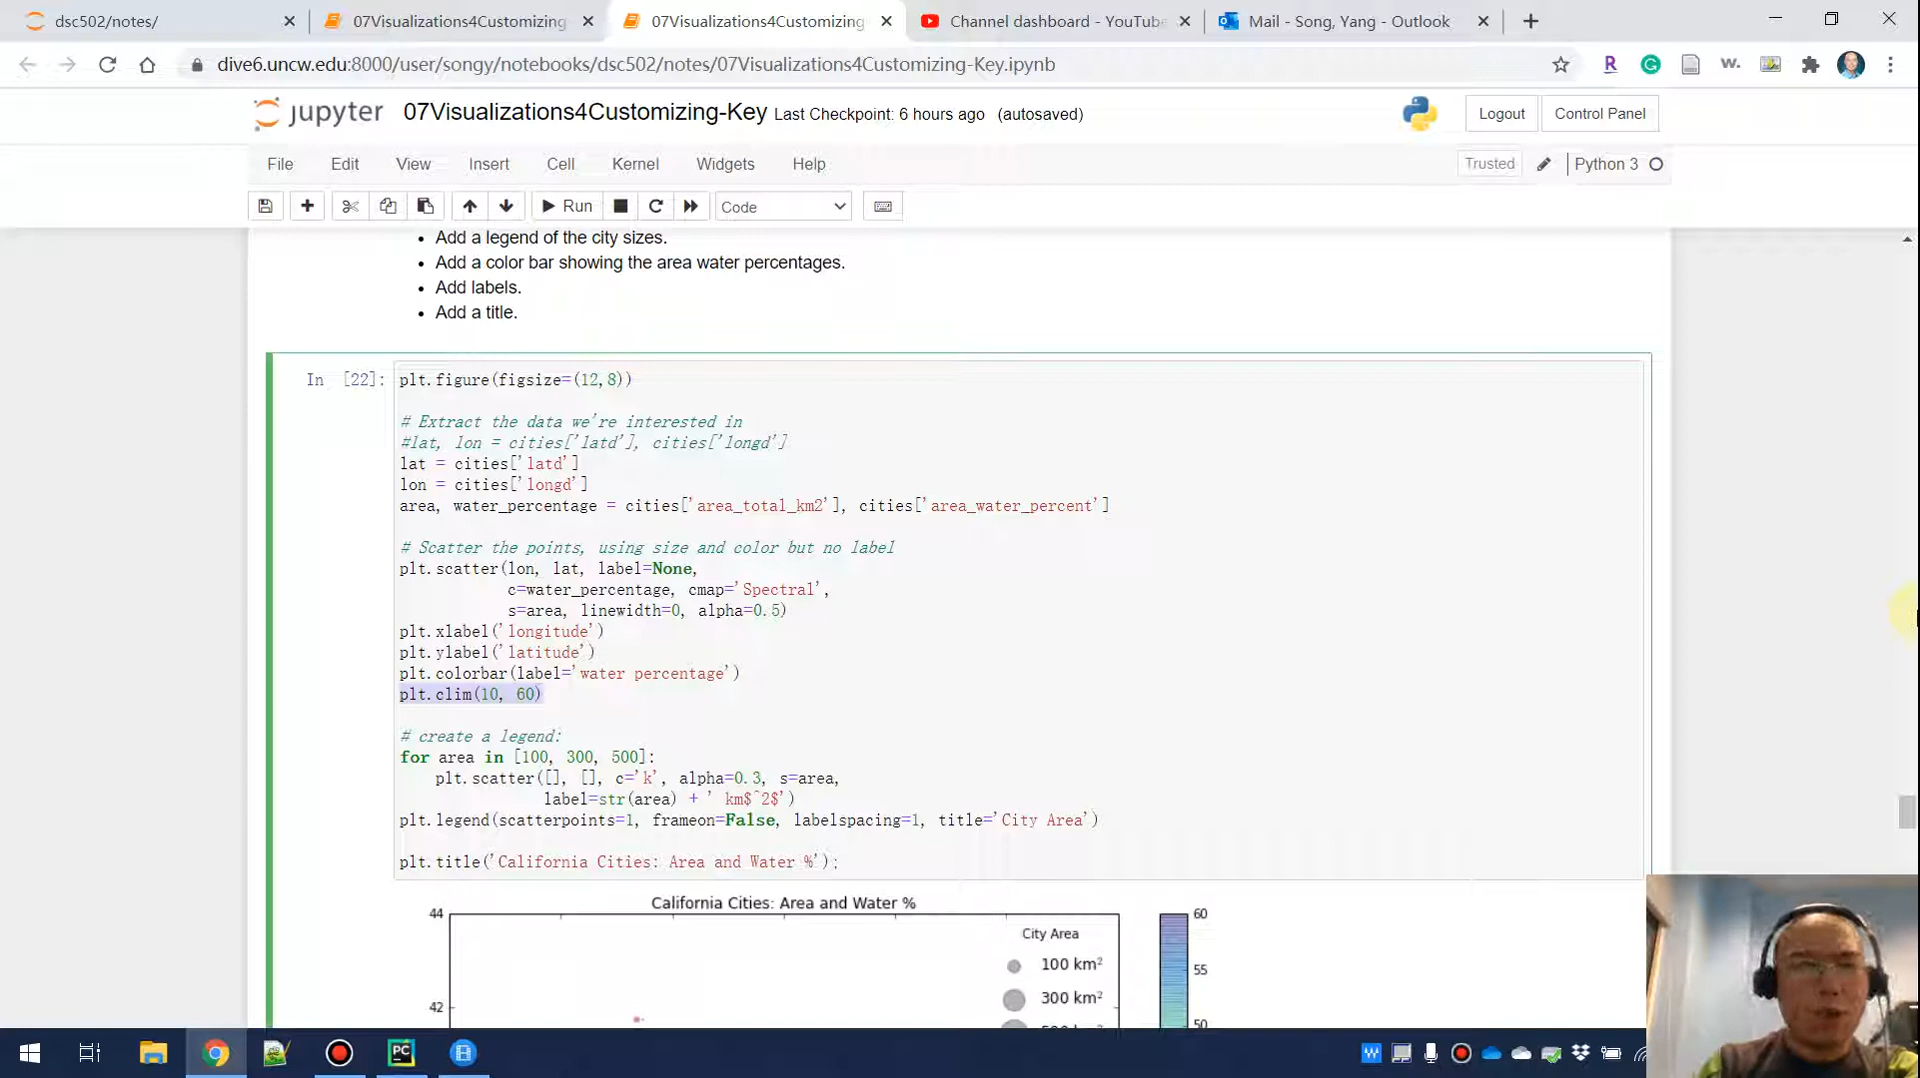 dsc502/notes/
07Visualizations4Customizing
07Visualizations4Customizing
Channel dashboard - YouTube
Mail - Song, Yang - Outlook
dive6.uncw.edu:8000/user/songy/notebooks/dsc502/notes/07Visualizations4Customizing-Key.ipynb
jupyter 07Visualizations4Customizing-Key Last Checkpoint: 6 hours ago (autosaved)
Logout
Control Panel
File Edit View Insert Cell Kernel Widgets Help
Trusted
Python 3
Run
Code
• Add a legend of the city sizes.
• Add a color bar showing the area water percentages.
• Add labels.
• Add a title.
In [22]:
plt.figure(figsize=(12,8))
# Extract the data we're interested in
#lat, lon = cities['latd'], cities['longd']
lat = cities['latd']
lon = cities['longd']
area, water_percentage = cities['area_total_km2'], cities['area_water_percent']
# Scatter the points, using size and color but no label
plt.scatter(lon, lat, label=None,
c=water_percentage, cmap='Spectral',
s=area, linewidth=0, alpha=0.5)
plt.xlabel('longitude')
plt.ylabel('latitude')
plt.colorbar(label='water percentage')
plt.clim(10, 60)
# create a legend:
for area in [100, 300, 500]:
plt.scatter([], [], c='k', alpha=0.3, s=area,
label=str(area) + ' km$^2$')
plt.legend(scatterpoints=1, frameon=False, labelspacing=1, title='City Area')
plt.title('California Cities: Area and Water %');
California Cities: Area and Water %
44
60
City Area
100 km²
55
300 km²
42
50